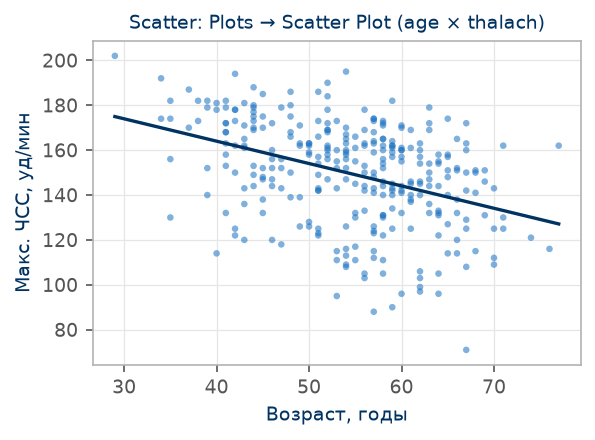 Scatter: Plots → Scatter Plot (age × thalach)
Макс. ЧСС, уд/мин
200
180
160
140
120
100
80
30 40 50 60 70
Возраст, годы